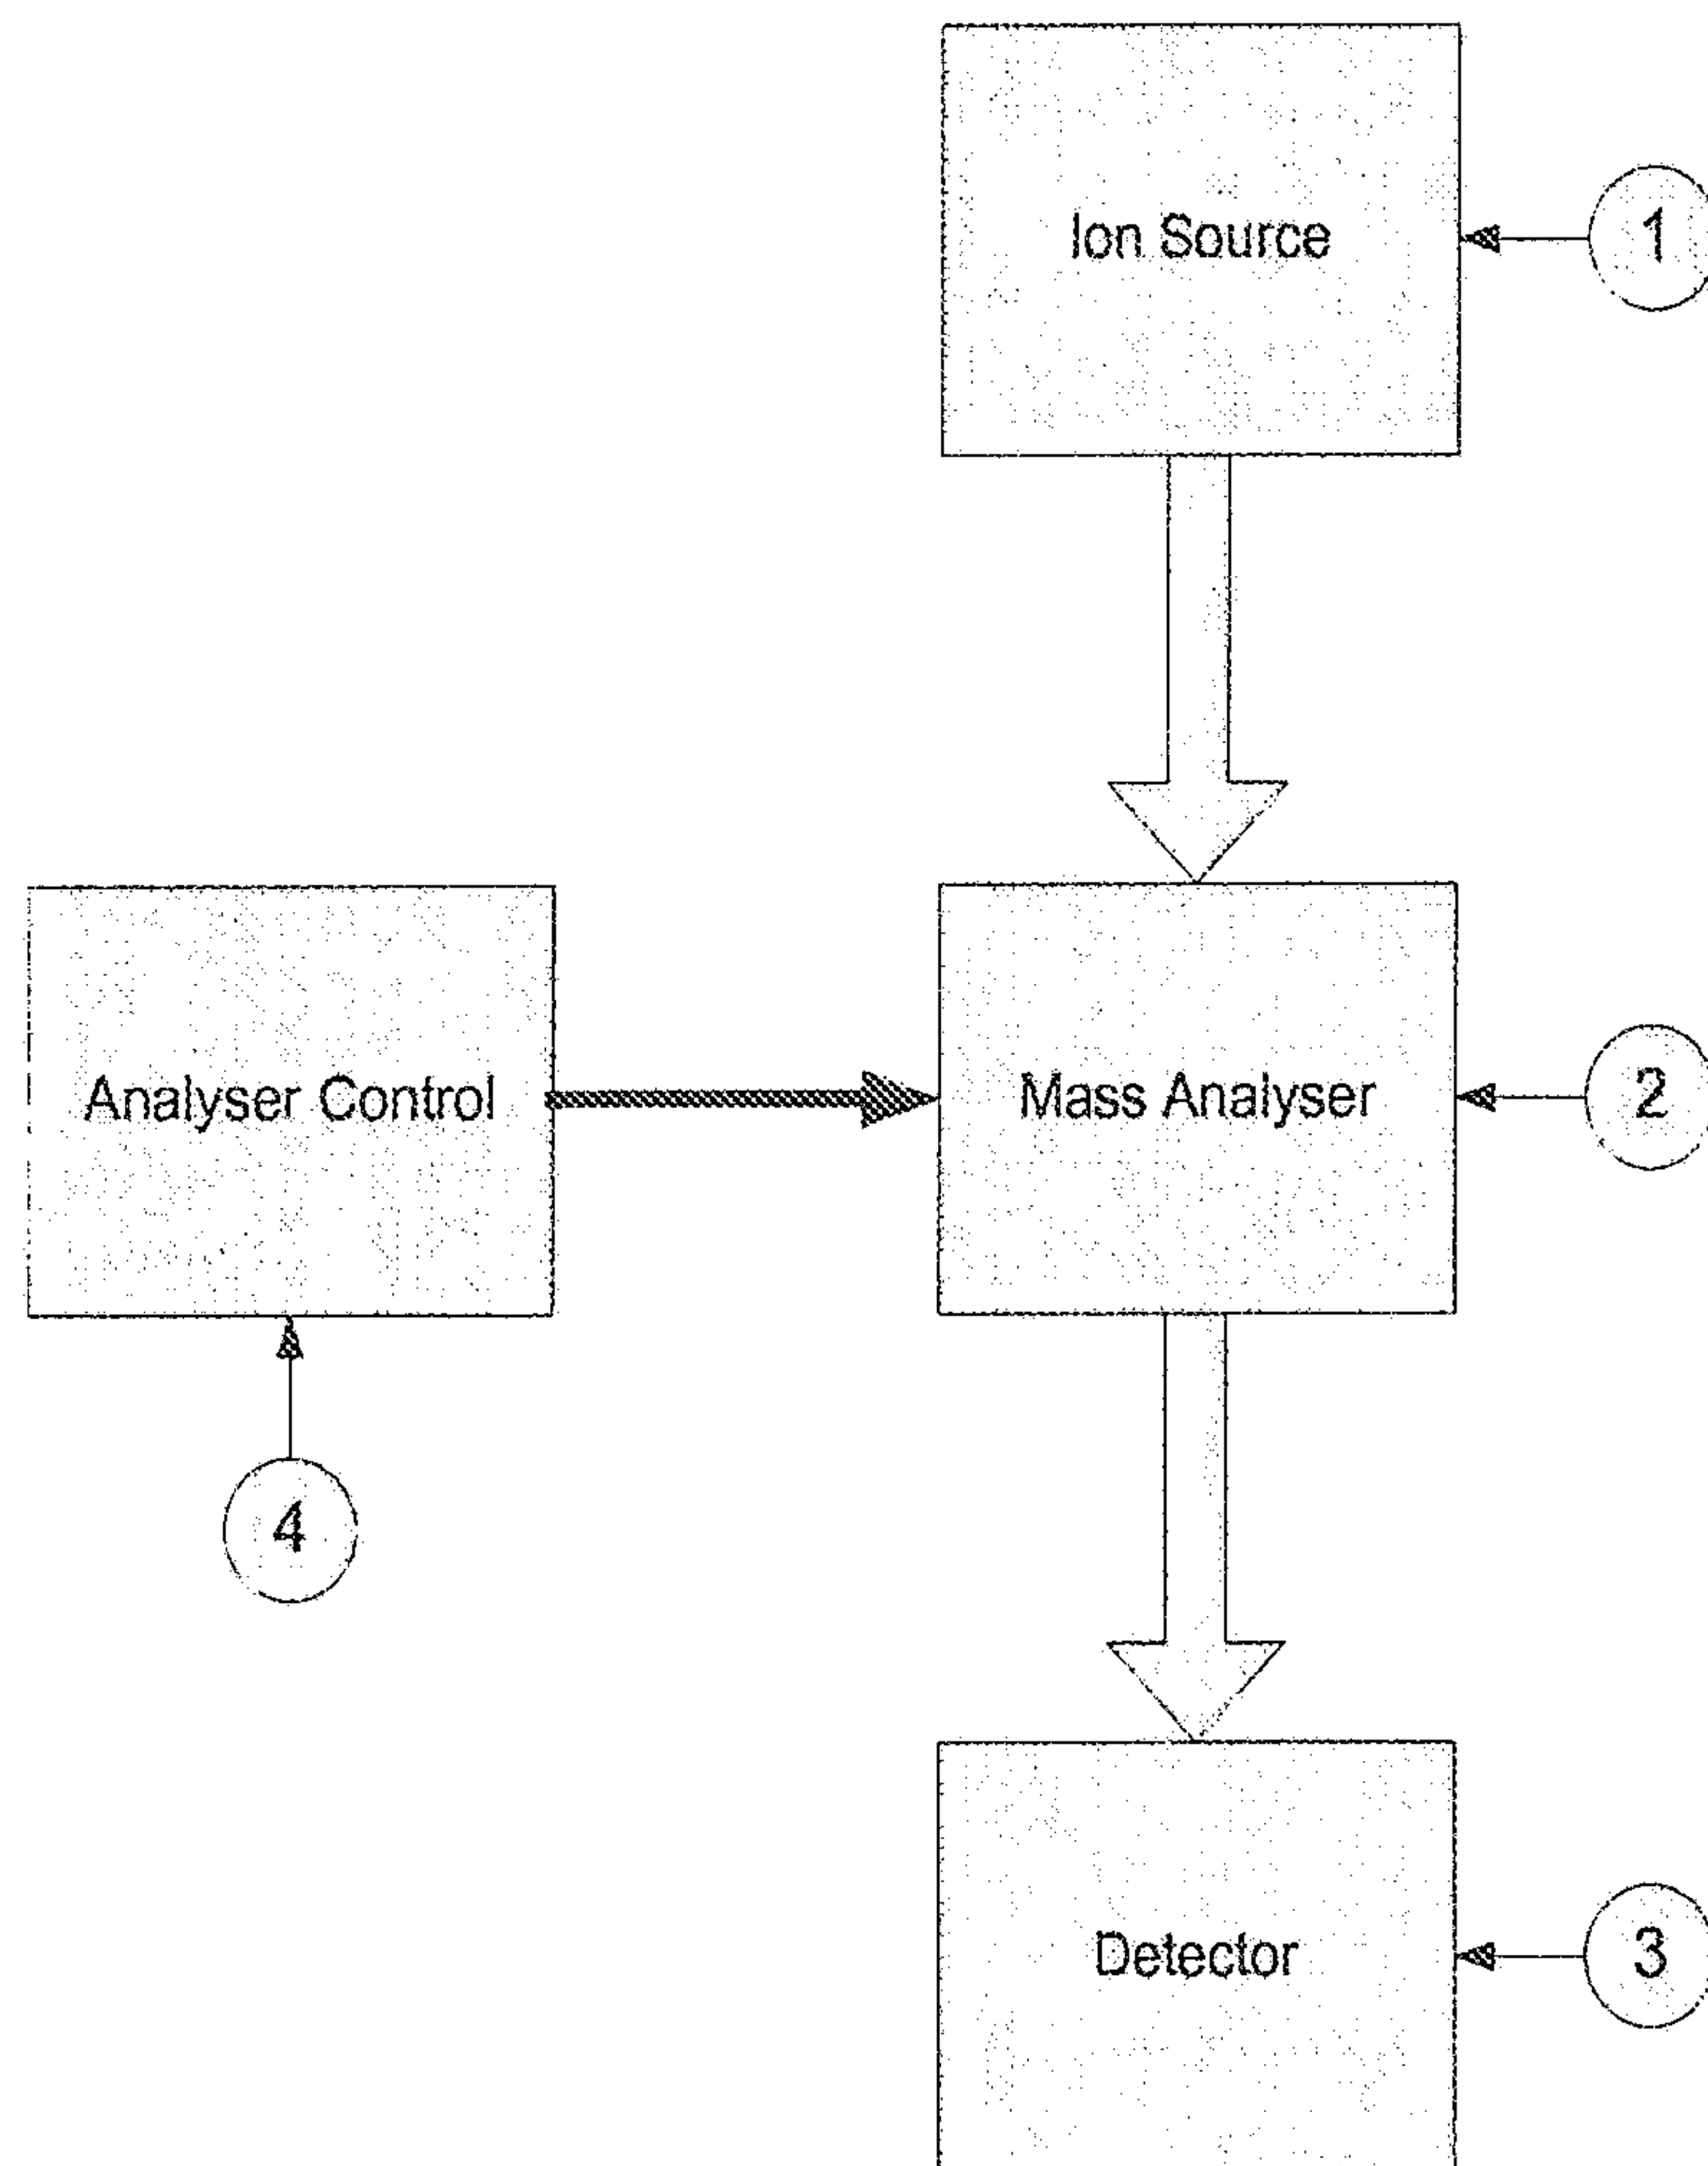 Ion Source
1
Analyser Control
Mass Analyser
2
4
Detector
3